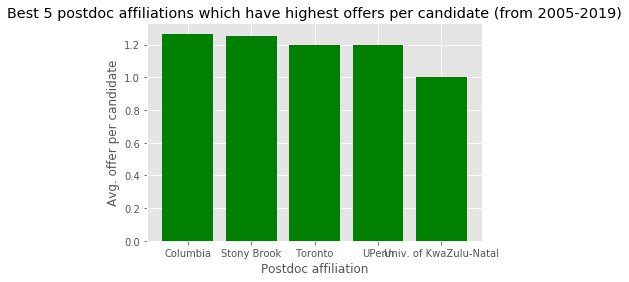 Best 5 postdoc affiliations which have highest offers per candidate (from 2005-2019)
Avg. offer per candidate
1.2
1.0
0.8
0.6
0.4
0.2
0.0
Columbia Stony Brook Toronto UPenn Univ. of KwaZulu-Natal
Postdoc affiliation